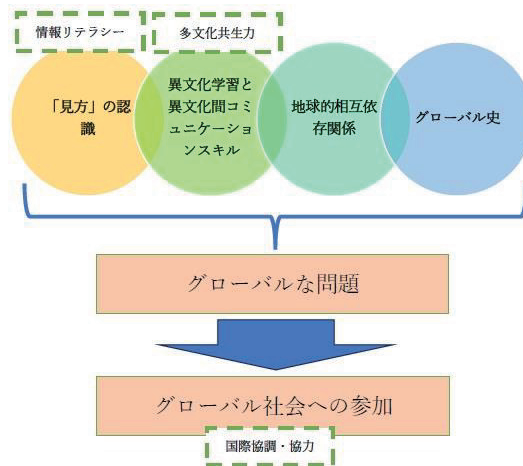 情報リテラシー
多文化共生力
「見方」の認
識
異文化学習と
異文化間コミ
ュニケーショ
ンスキル
地球的相互依
存関係
グローバル史
グローバルな問題
グローバル社会への参加
国際協調・協力